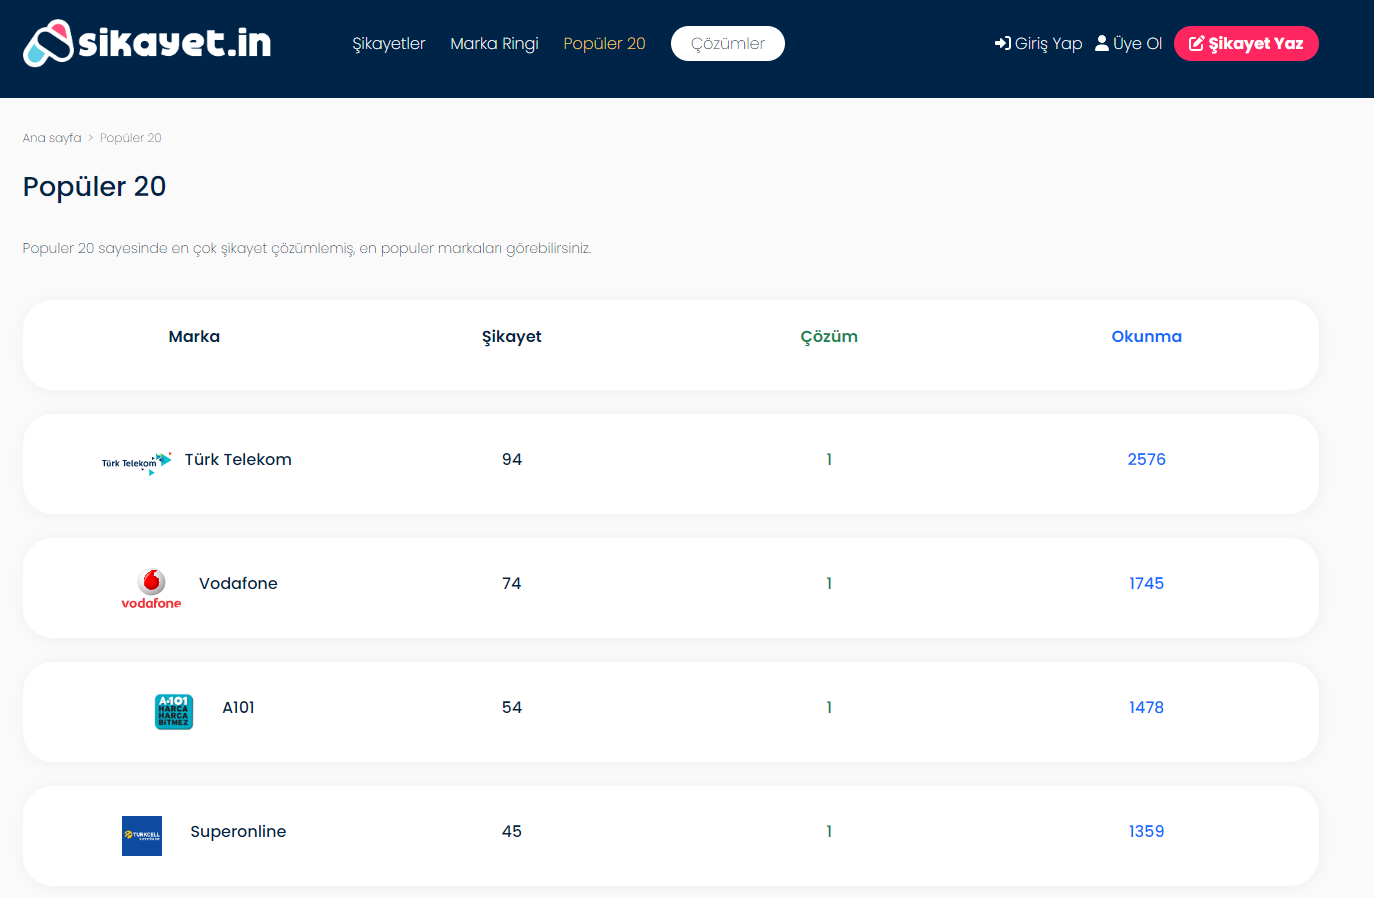 sikayet.in
Şikayetler Marka Ringi Popüler 20 Çözümler Giriş Yap Üye Ol Şikayet Yaz
Ana sayfa > Popüler 20
Popüler 20
Populer 20 sayesinde en çok şikayet çözümlemiş, en populer markaları görebilirsiniz.
Marka Şikayet Çözüm Okunma
Türk Telekom Türk Telekom 94 1 2576
vodafone Vodafone 74 1 1745
A101 HARCA HARCA BİTMEZ A101 54 1 1478
TURKCELL Superonline 45 1 1359